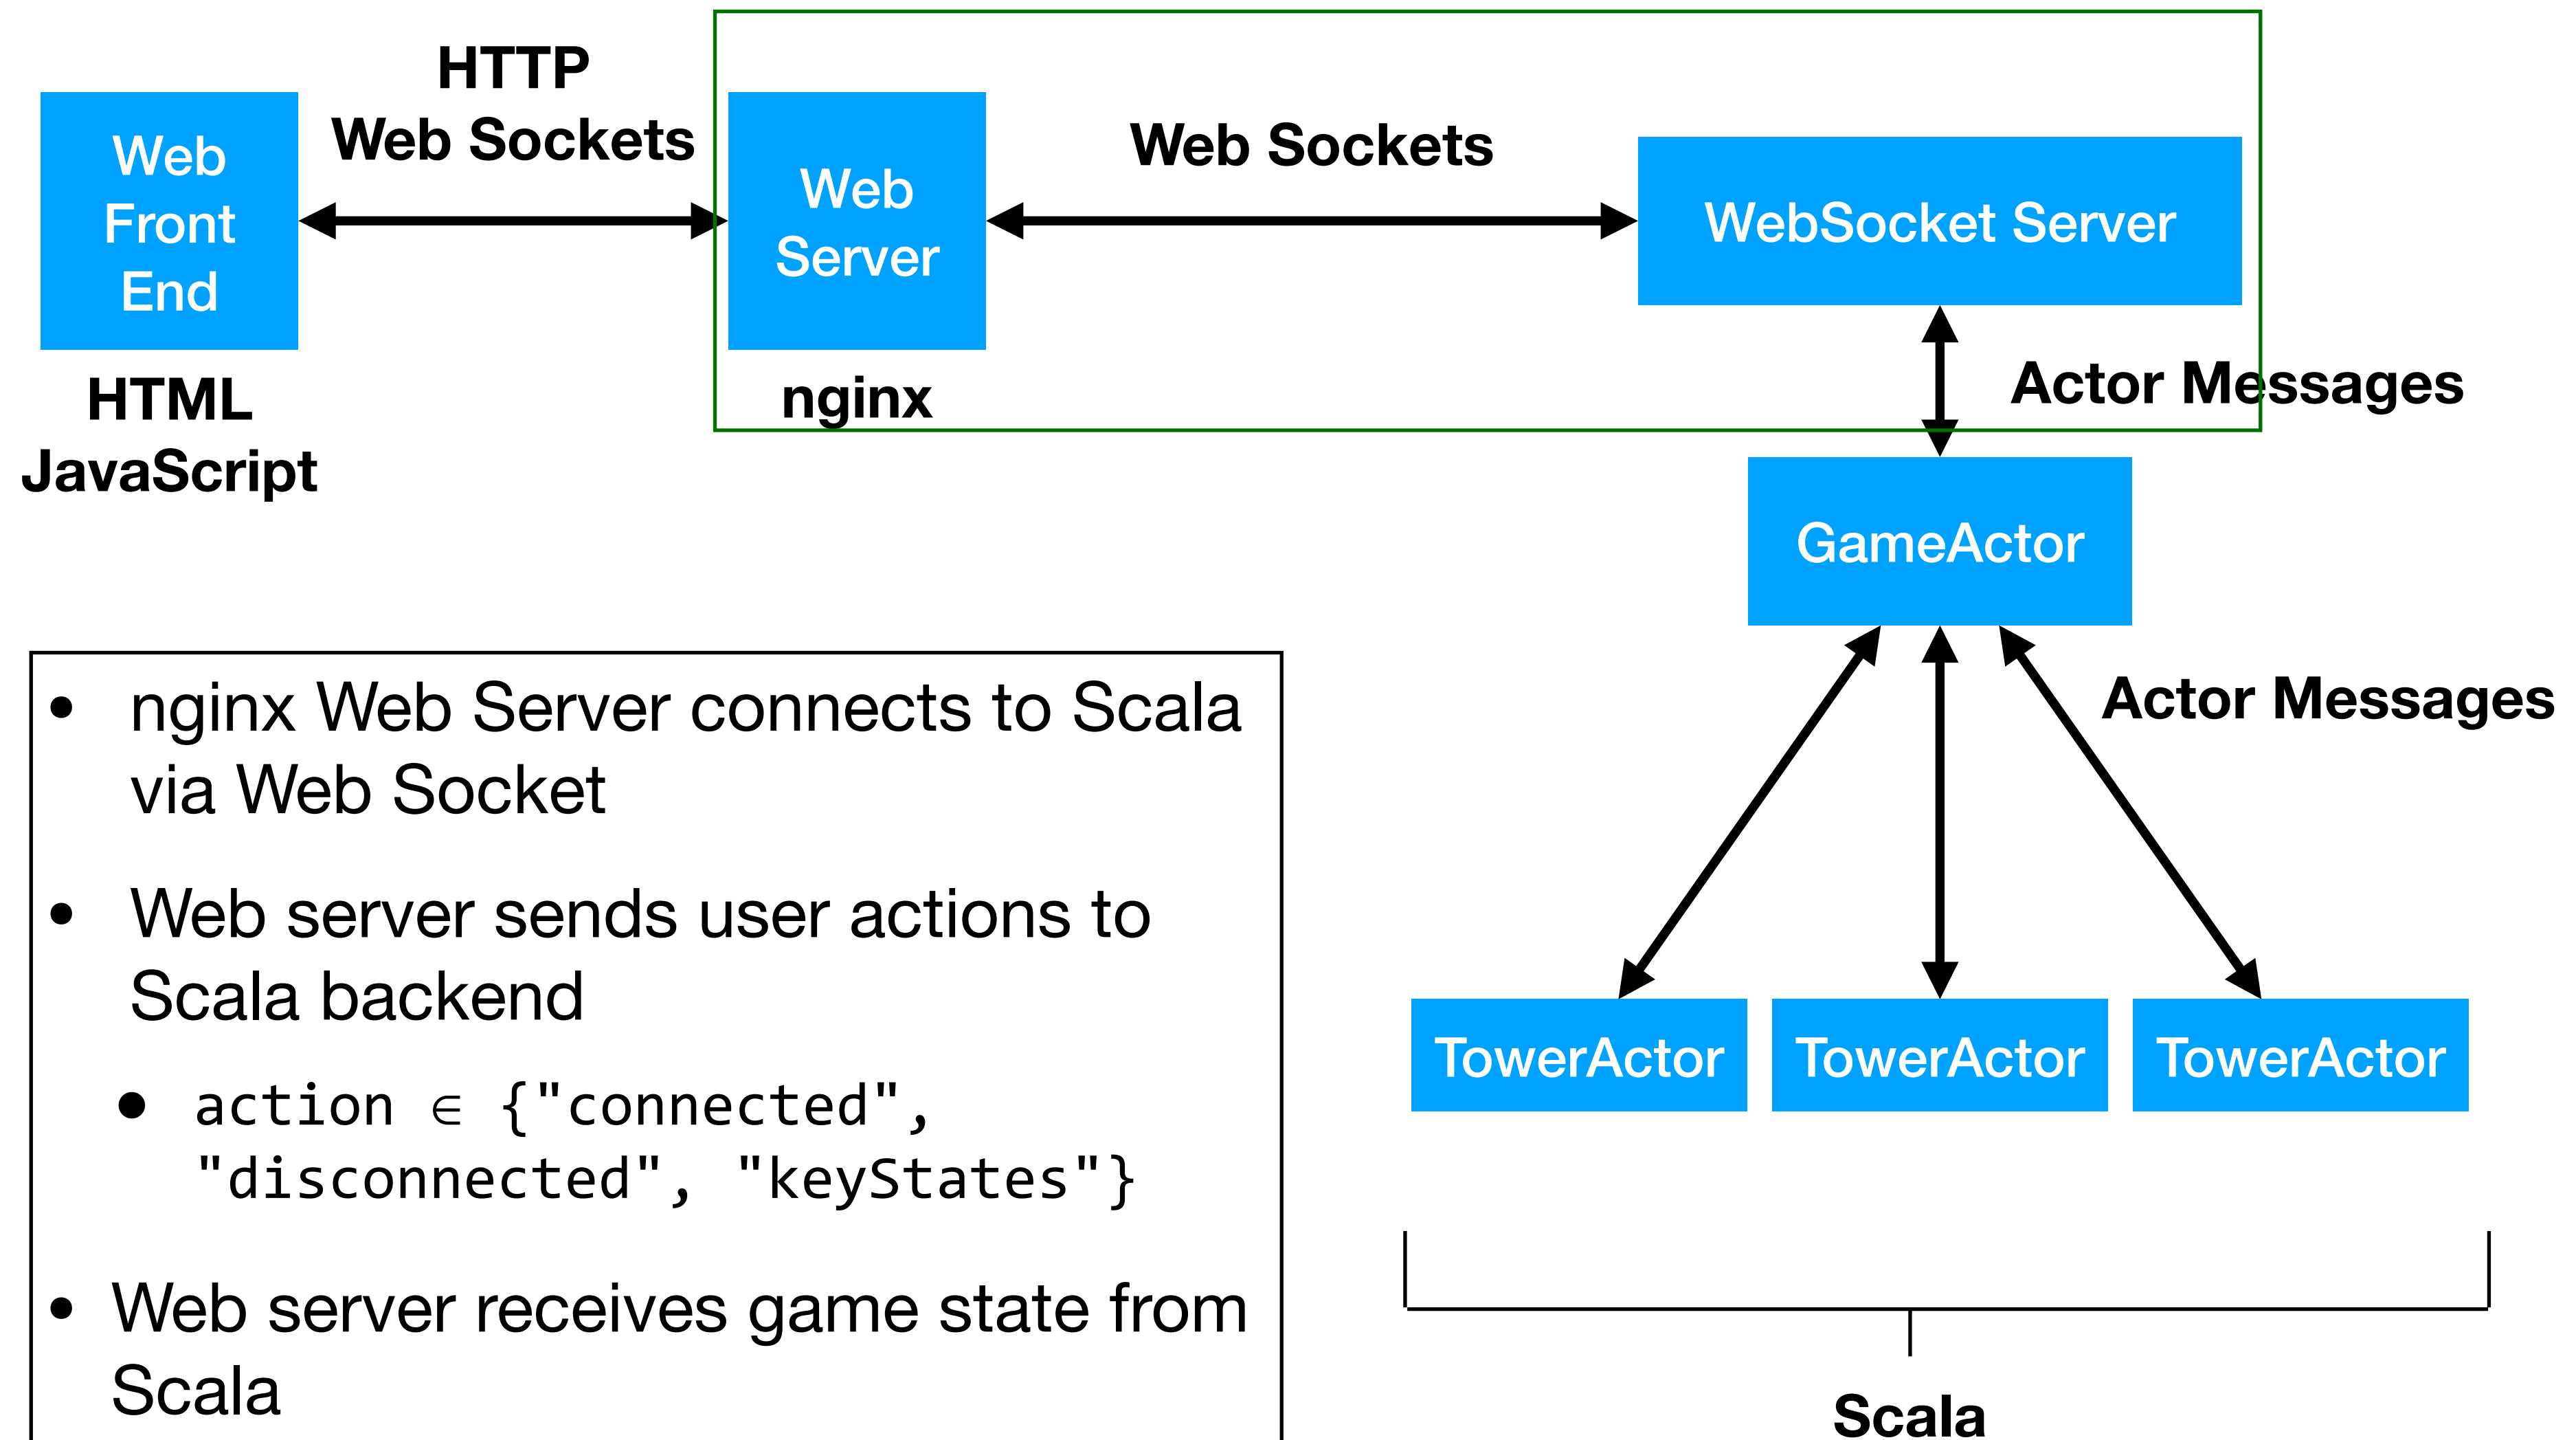 HTTP
Web Sockets
Web
Front
End
HTML
JavaScript
Web
Server
nginx
Web Sockets
WebSocket Server
Actor Messages
GameActor
Actor Messages
TowerActor
TowerActor
TowerActor
Scala
• nginx Web Server connects to Scala
via Web Socket
• Web server sends user actions to
Scala backend
• action ∈ {"connected",
"disconnected", "keyStates"}
• Web server receives game state from
Scala